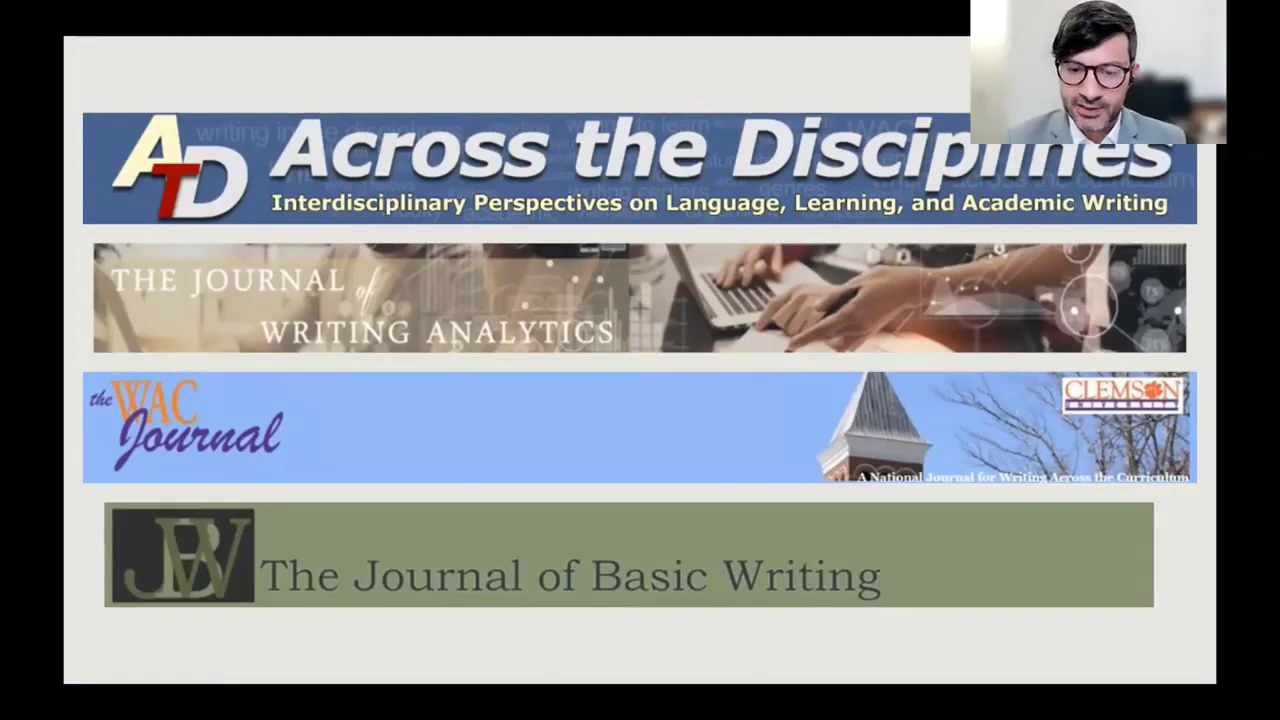 ATD Across the Disciplines
Interdisciplinary Perspectives on Language, Learning, and Academic Writing
THE JOURNAL of
WRITING ANALYTICS
the WAC
Journal
CLEMSON
UNIVERSITY
A National Journal for Writing Across the Curriculum
JBW The Journal of Basic Writing